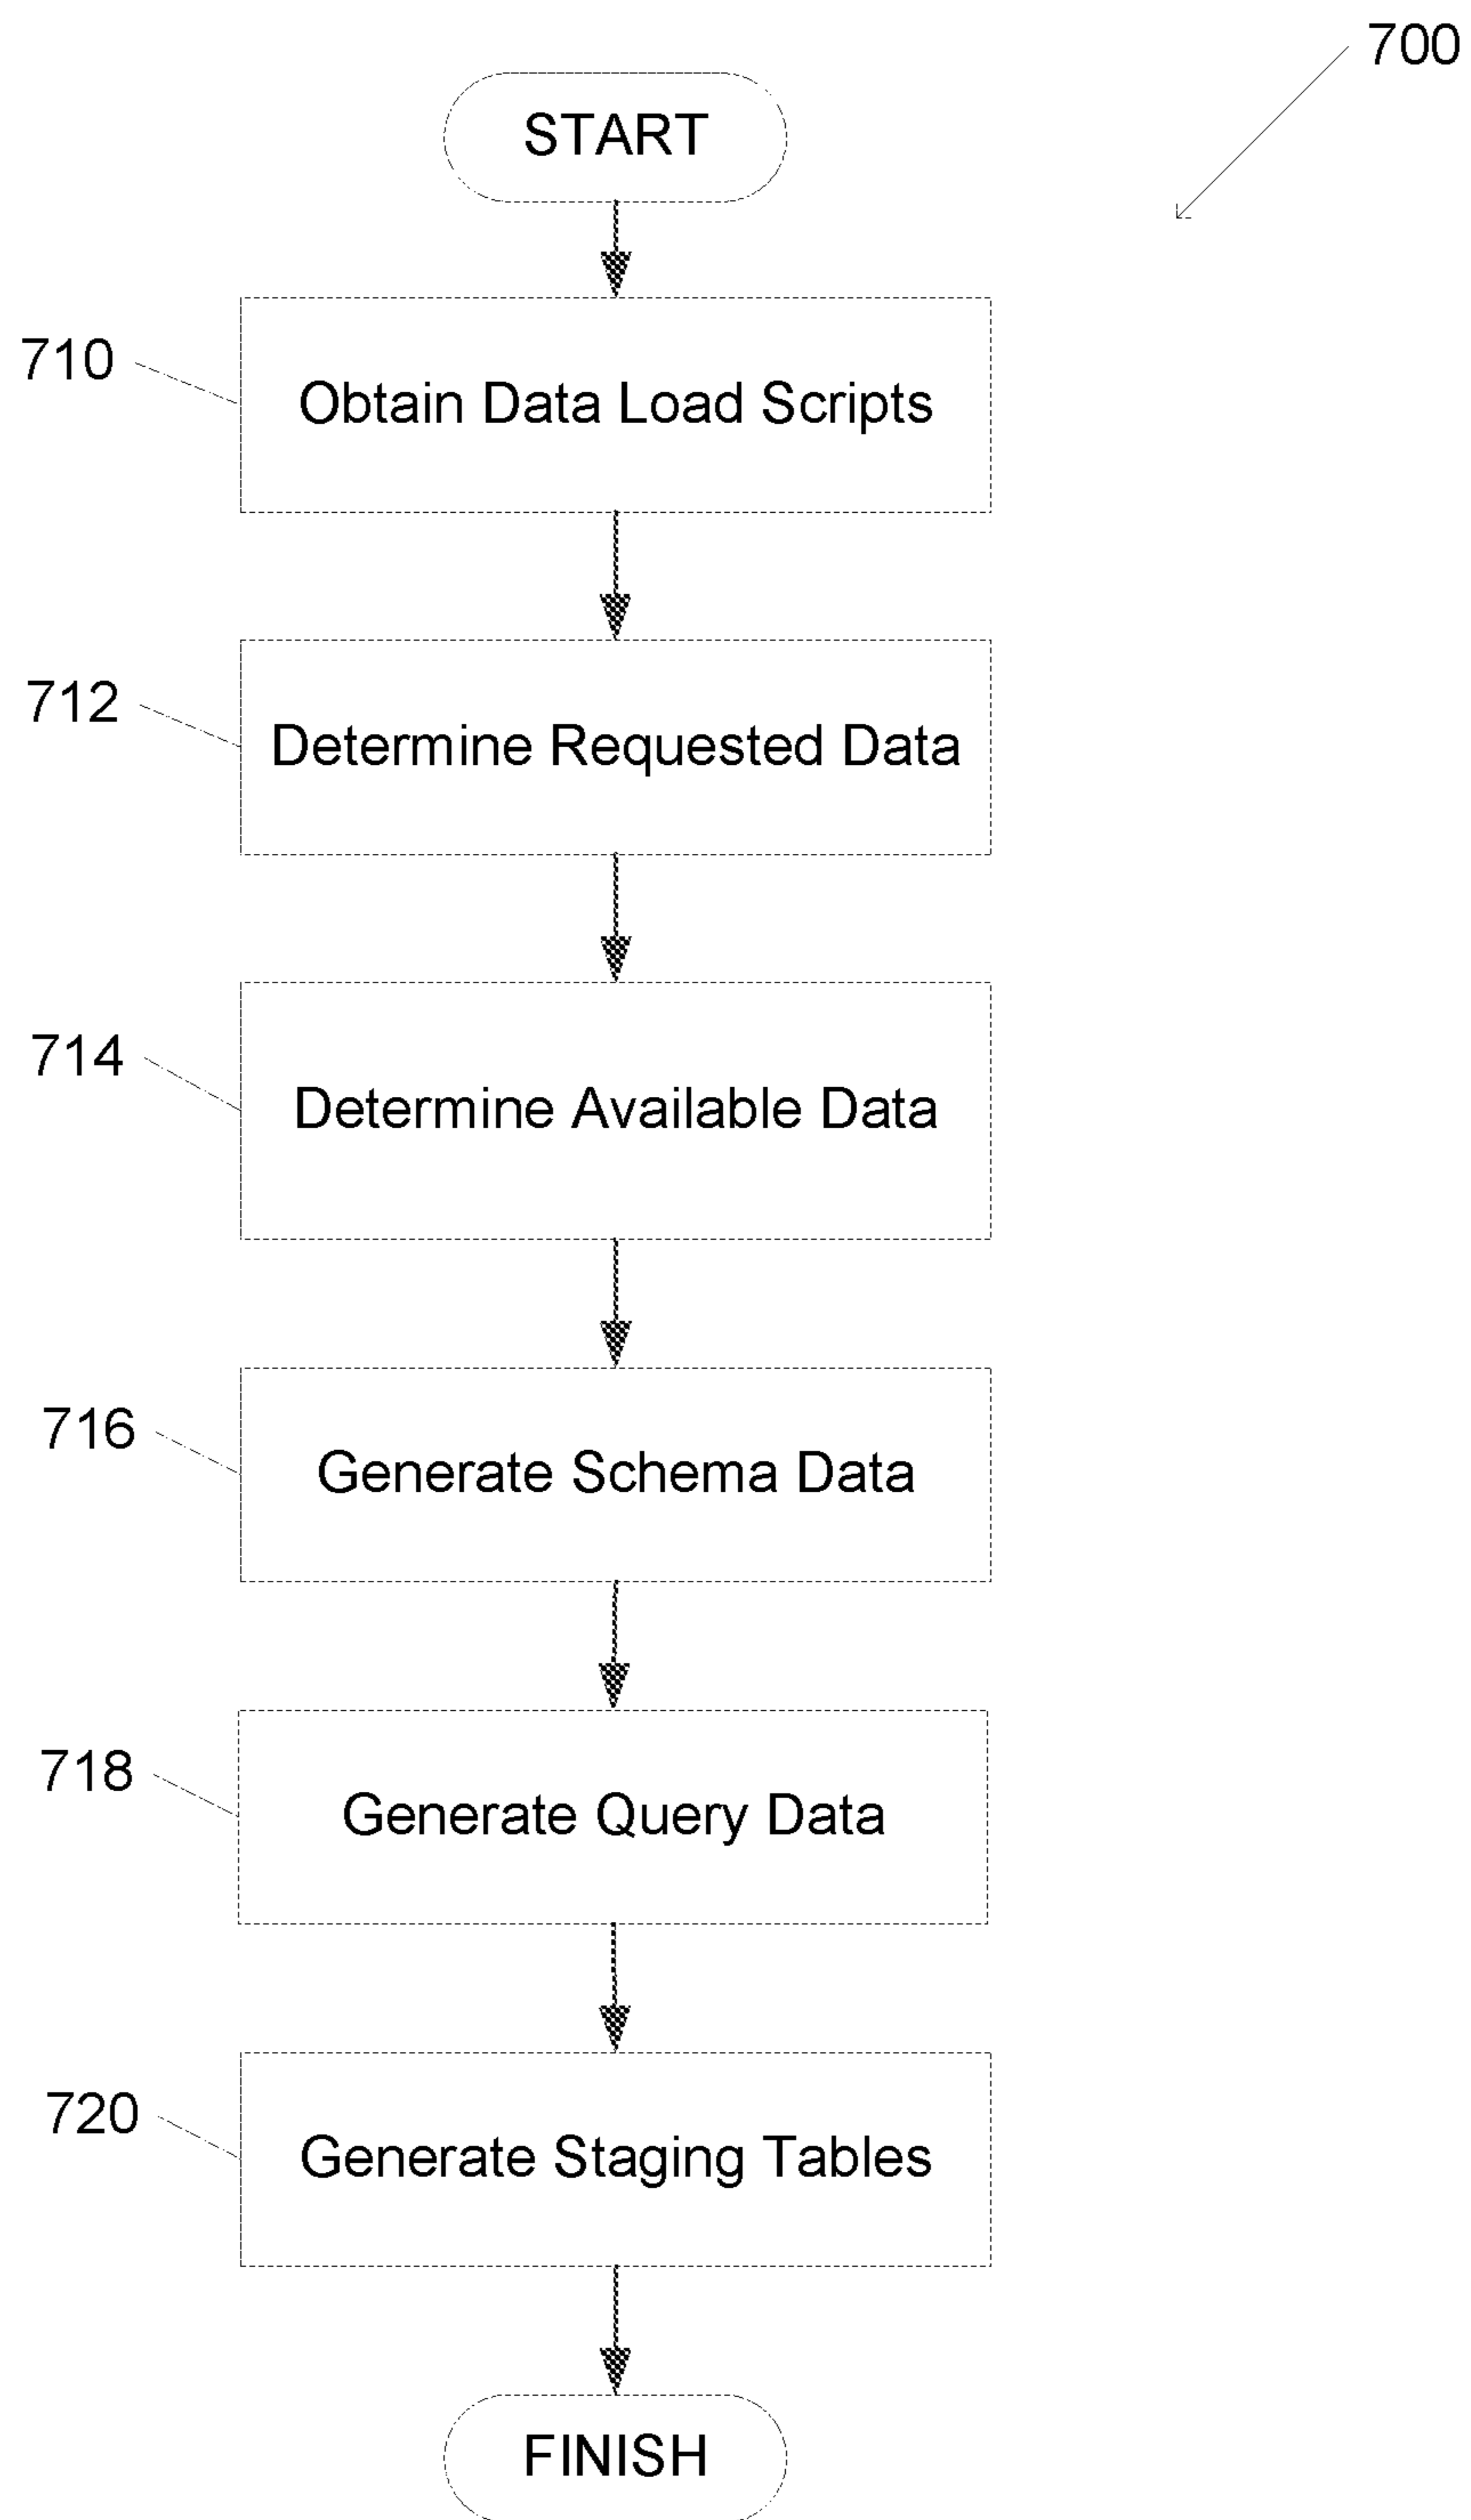 700
START
710
Obtain Data Load Scripts
712
Determine Requested Data
714
Determine Available Data
716
Generate Schema Data
718
Generate Query Data
720
Generate Staging Tables
FINISH